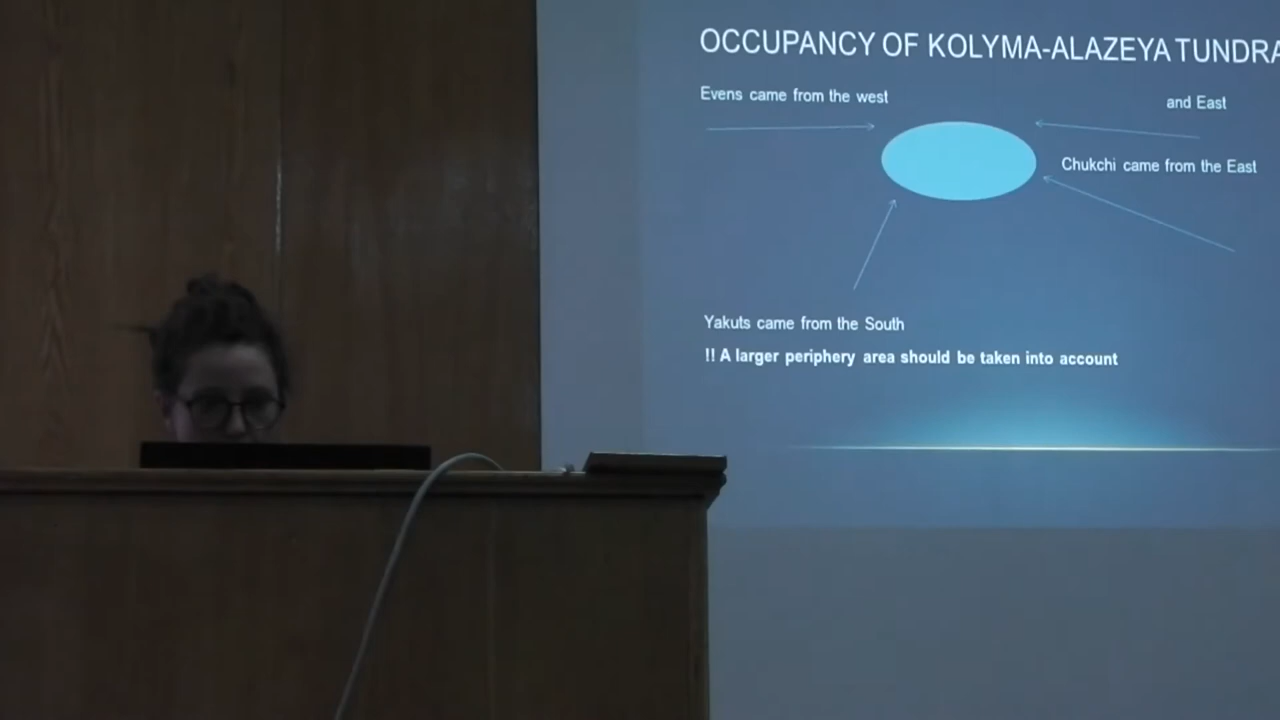 OCCUPANCY OF KOLYMA-ALAZEYA TUNDRA
Evens came from the west
and East
Chukchi came from the East
Yakuts came from the South
!! A larger periphery area should be taken into account